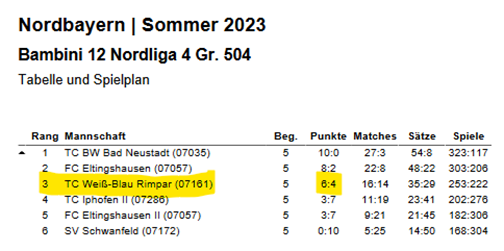 Nordbayern | Sommer 2023
Bambini 12 Nordliga 4 Gr. 504
Tabelle und Spielplan
Rang Mannschaft Beg. Punkte Matches Sätze Spiele
1 TC BW Bad Neustadt (07035) 5 10:0 27:3 54:8 323:117
2 FC Eltingshausen (07057) 5 8:2 22:8 48:22 303:206
3 TC Weiß-Blau Rimpar (07161) 5 6:4 16:14 35:29 253:222
4 TC Iphofen II (07286) 5 3:7 11:19 23:41 202:276
5 FC Eltingshausen II (07057) 5 3:7 9:21 21:45 182:306
6 SV Schwanfeld (07172) 5 0:10 5:25 14:50 168:304